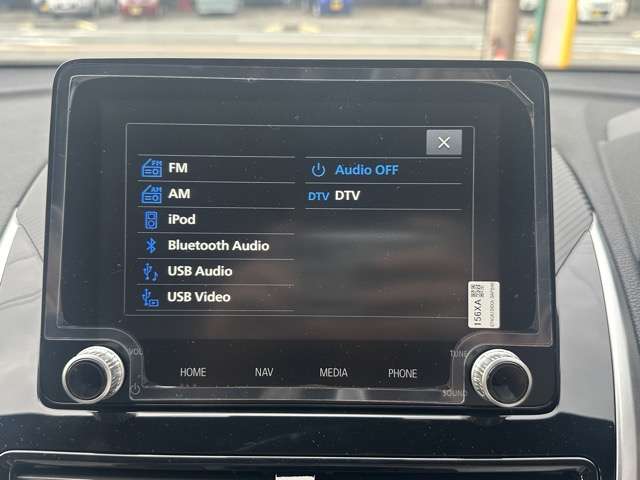 FM
AM
iPod
Bluetooth Audio
USB Audio
USB Video
Audio OFF
DTV DTV
156XA
VOL
TUNE
SOUND
HOME
NAV
MEDIA
PHONE